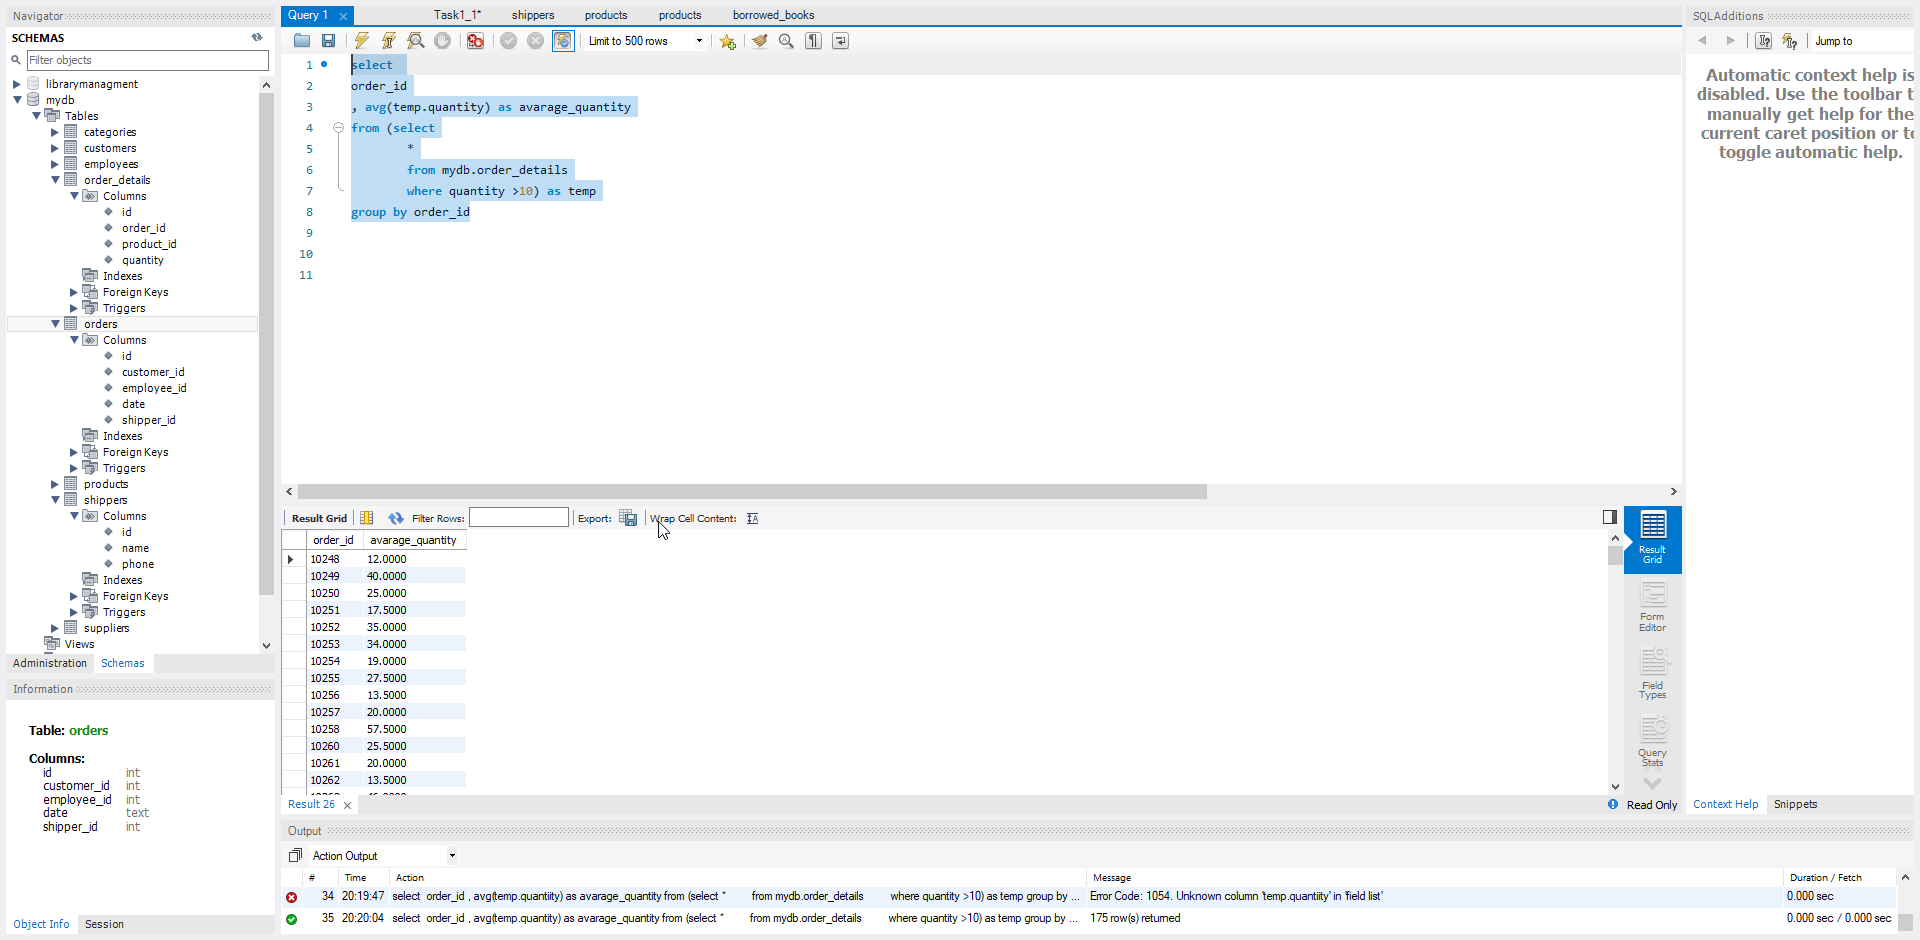 Navigator
SCHEMAS
Filter objects
librarymanagment
mydb
Tables
categories
customers
employees
order_details
Columns
id
order_id
product_id
quantity
Indexes
Foreign Keys
Triggers
orders
Columns
id
customer_id
employee_id
date
shipper_id
Indexes
Foreign Keys
Triggers
products
shippers
Columns
id
name
phone
Indexes
Foreign Keys
Triggers
suppliers
Views
Administration Schemas
Information
Table: orders
Columns:
id int
customer_id int
employee_id int
date text
shipper_id int
Object Info Session
Query 1 Task1_1* shippers products products borrowed_books
Limit to 500 rows
1 select
2 order_id
3 , avg(temp.quantity) as avarage_quantity
4 from (select
5 *
6 from mydb.order_details
7 where quantity >10) as temp
8 group by order_id
9
10
11
Result Grid Filter Rows: Export: Wrap Cell Content:
order_id avarage_quantity
10248 12.0000
10249 40.0000
10250 25.0000
10251 17.5000
10252 35.0000
10253 34.0000
10254 19.0000
10255 27.5000
10256 13.5000
10257 20.0000
10258 57.5000
10260 25.5000
10261 20.0000
10262 13.5000
Result Grid
Form Editor
Field Types
Query Stats
Result 26 Read Only
Output
Action Output
# Time Action Message Duration / Fetch
34 20:19:47 select order_id , avg(temp.quantiity) as avarage_quantity from (select * from mydb.order_details where quantity >10) as temp group by ... Error Code: 1054. Unknown column 'temp.quantiity' in 'field list' 0.000 sec
35 20:20:04 select order_id , avg(temp.quantity) as avarage_quantity from (select * from mydb.order_details where quantity >10) as temp group by ... 175 row(s) returned 0.000 sec / 0.000 sec
SQLAdditions
Jump to
Automatic context help is
disabled. Use the toolbar t
manually get help for the
current caret position or to
toggle automatic help.
Context Help Snippets